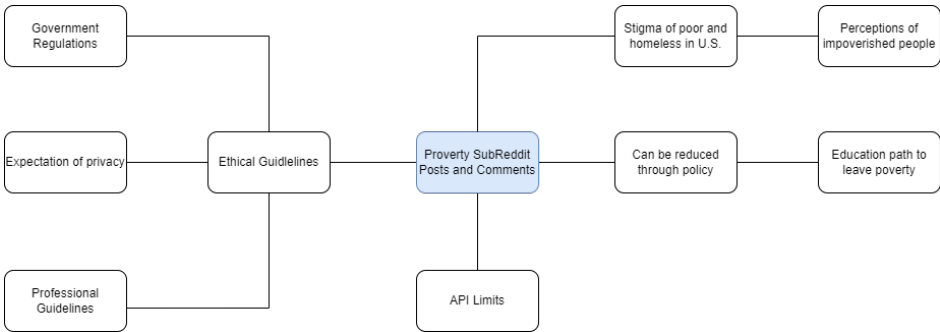 Government
Regulations
Stigma of poor and
homeless in U.S.
Perceptions of
impoverished people
Expectation of privacy
Ethical Guidlelines
Proverty SubReddit
Posts and Comments
Can be reduced
through policy
Education path to
leave poverty
Professional
Guidelines
API Limits